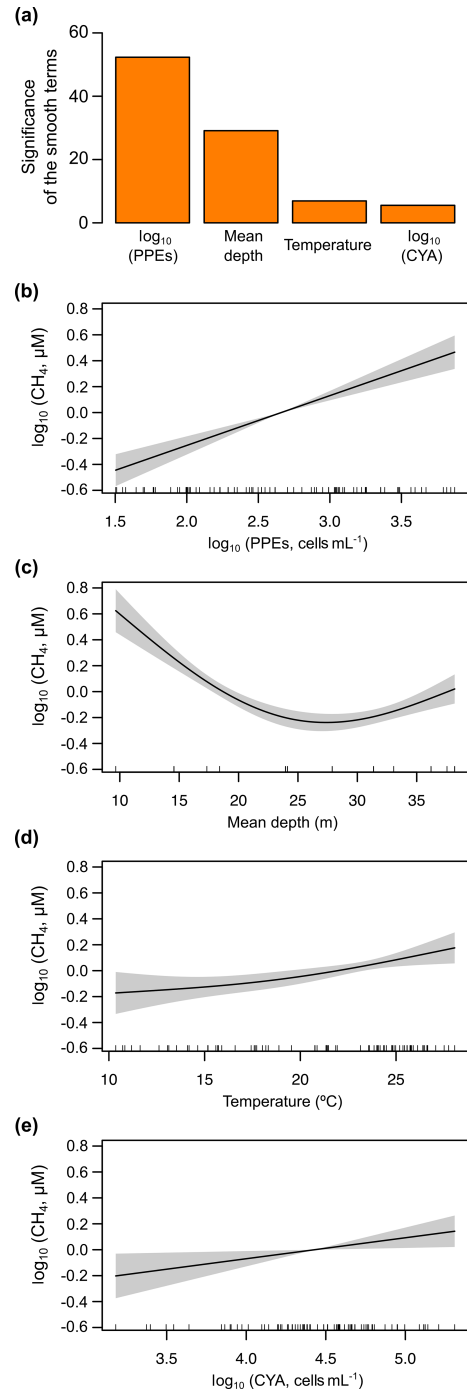 (a)
Significance
of the smooth terms
60
40
20
0
log₁₀
(PPEs)
Mean
depth
Temperature
log₁₀
(CYA)
(b)
log₁₀ (CH₄, µM)
0.8
0.6
0.4
0.2
0.0
-0.2
-0.4
-0.6
1.5 2.0 2.5 3.0 3.5
log₁₀ (PPEs, cells mL⁻¹)
(c)
log₁₀ (CH₄, µM)
0.8
0.6
0.4
0.2
0.0
-0.2
-0.4
-0.6
10 15 20 25 30 35
Mean depth (m)
(d)
log₁₀ (CH₄, µM)
0.8
0.6
0.4
0.2
0.0
-0.2
-0.4
-0.6
10 15 20 25
Temperature (ºC)
(e)
log₁₀ (CH₄, µM)
0.8
0.6
0.4
0.2
0.0
-0.2
-0.4
-0.6
3.5 4.0 4.5 5.0
log₁₀ (CYA, cells mL⁻¹)